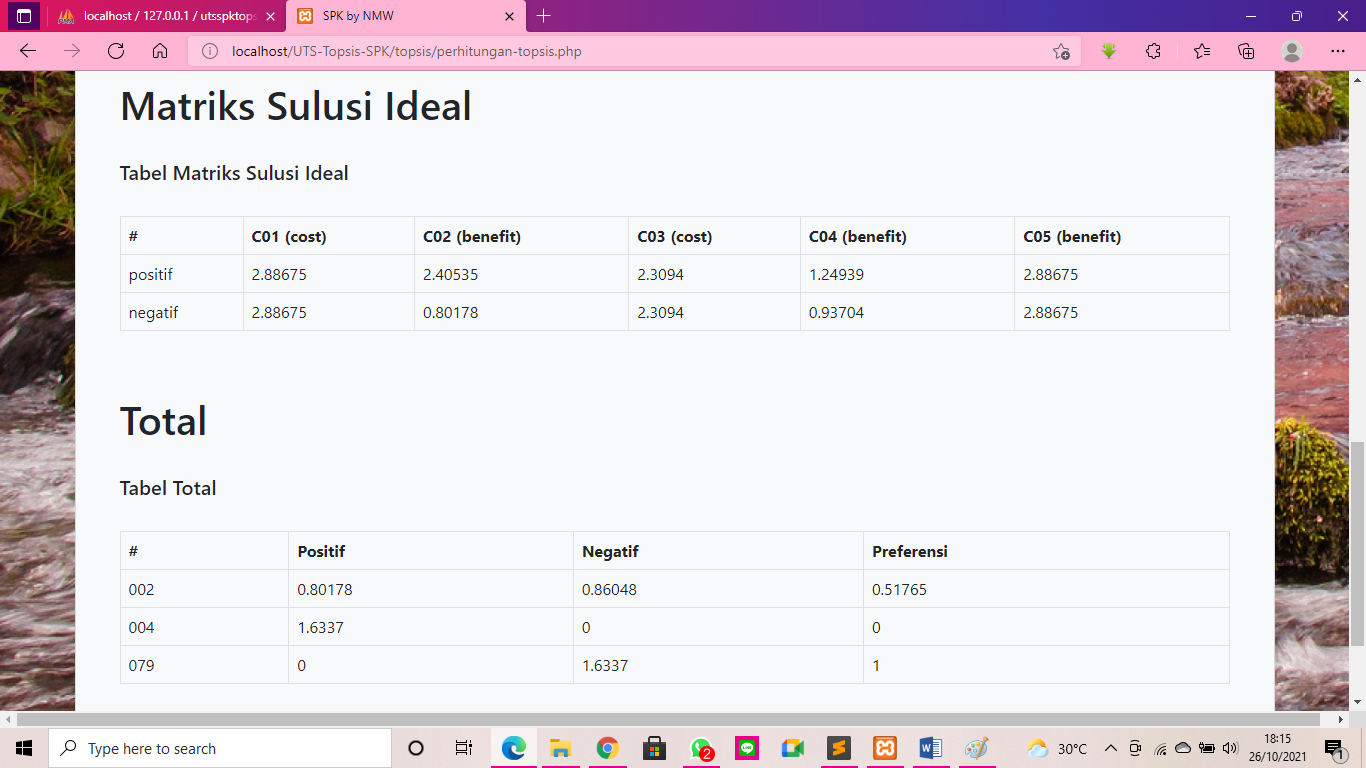 localhost / 127.0.0.1 / utsspktops
SPK by NMW
localhost/UTS-Topsis-SPK/topsis/perhitungan-topsis.php
Matriks Sulusi Ideal
Tabel Matriks Sulusi Ideal
# C01 (cost) C02 (benefit) C03 (cost) C04 (benefit) C05 (benefit)
positif 2.88675 2.40535 2.3094 1.24939 2.88675
negatif 2.88675 0.80178 2.3094 0.93704 2.88675
Total
Tabel Total
# Positif Negatif Preferensi
002 0.80178 0.86048 0.51765
004 1.6337 0 0
079 0 1.6337 1
Type here to search
2
30°C
18:15
26/10/2021
1